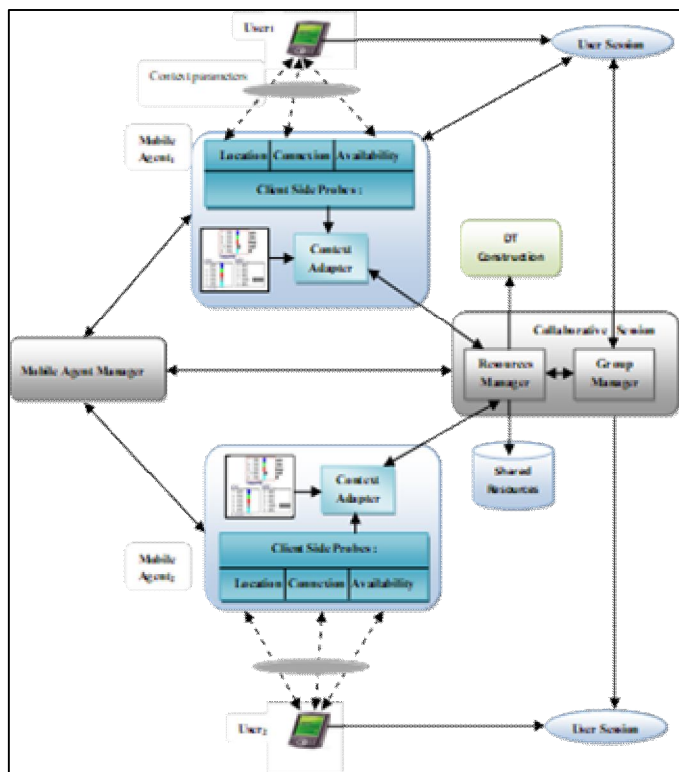 User1
User Session
Context parameters
Mobile
Agent1
Location Connexion Availability
Client Side Probes :
Context
Adapter
DT
Construction
Collaborative Session
Mobile Agent Manager
Resources
Manager
Group
Manager
Context
Adapter
Shared
Resources
Mobile
Agent2
Client Side Probes :
Location Connexion Availability
User2
User Session